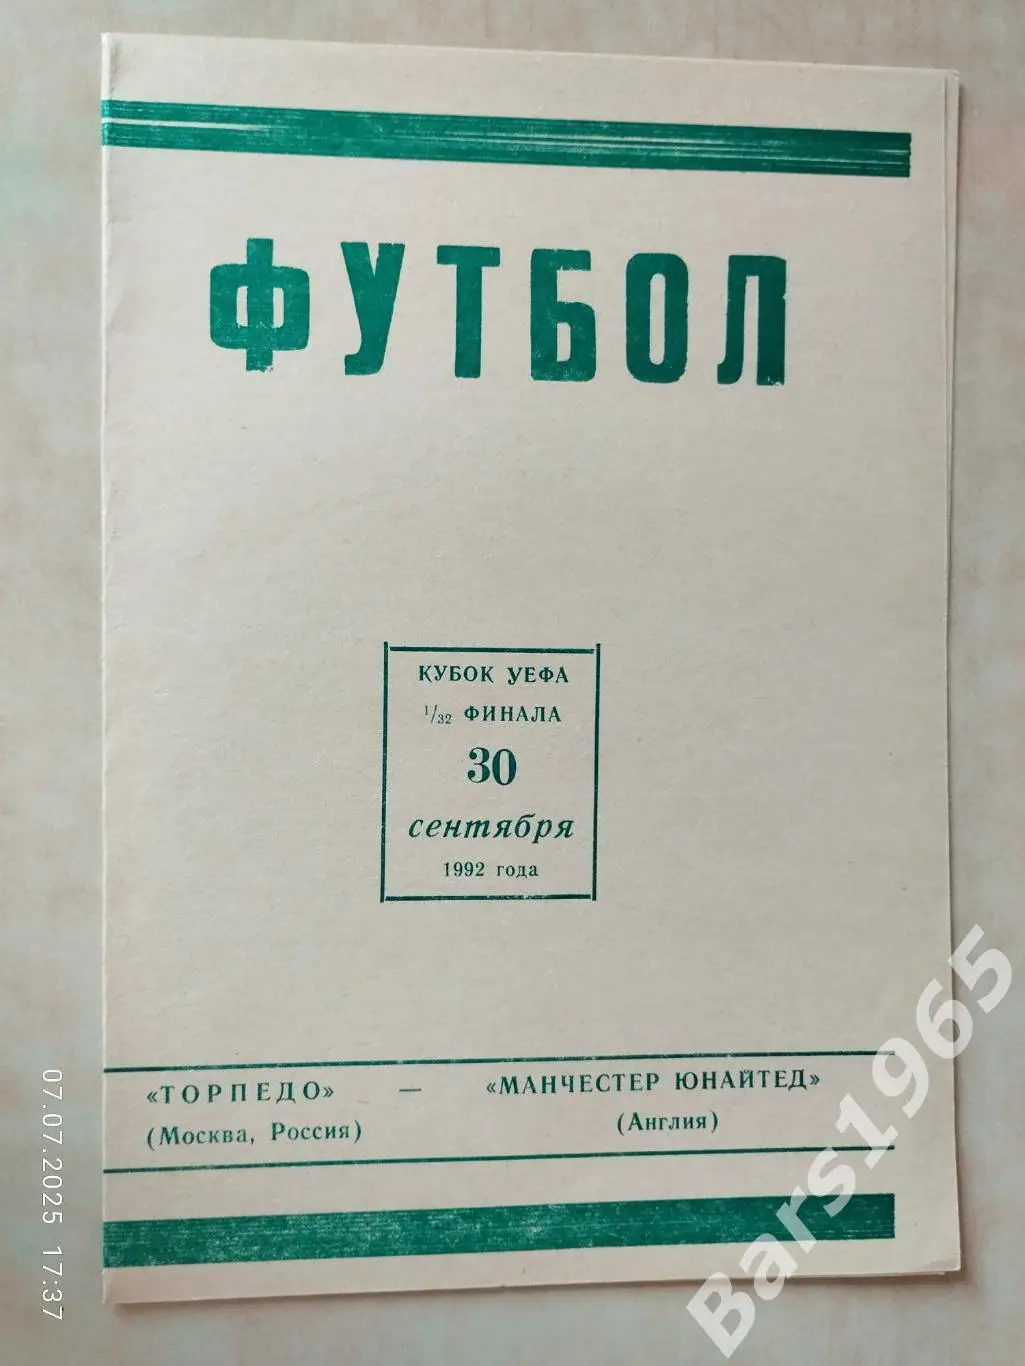 ФУТБОЛ
КУБОК УЕФА
1/32 ФИНАЛА
30
сентября
1992 года
«ТОРПЕДО» — «МАНЧЕСТЕР ЮНАЙТЕД»
(Москва, Россия) (Англия)
07.07.2025 17:37
Bars1965